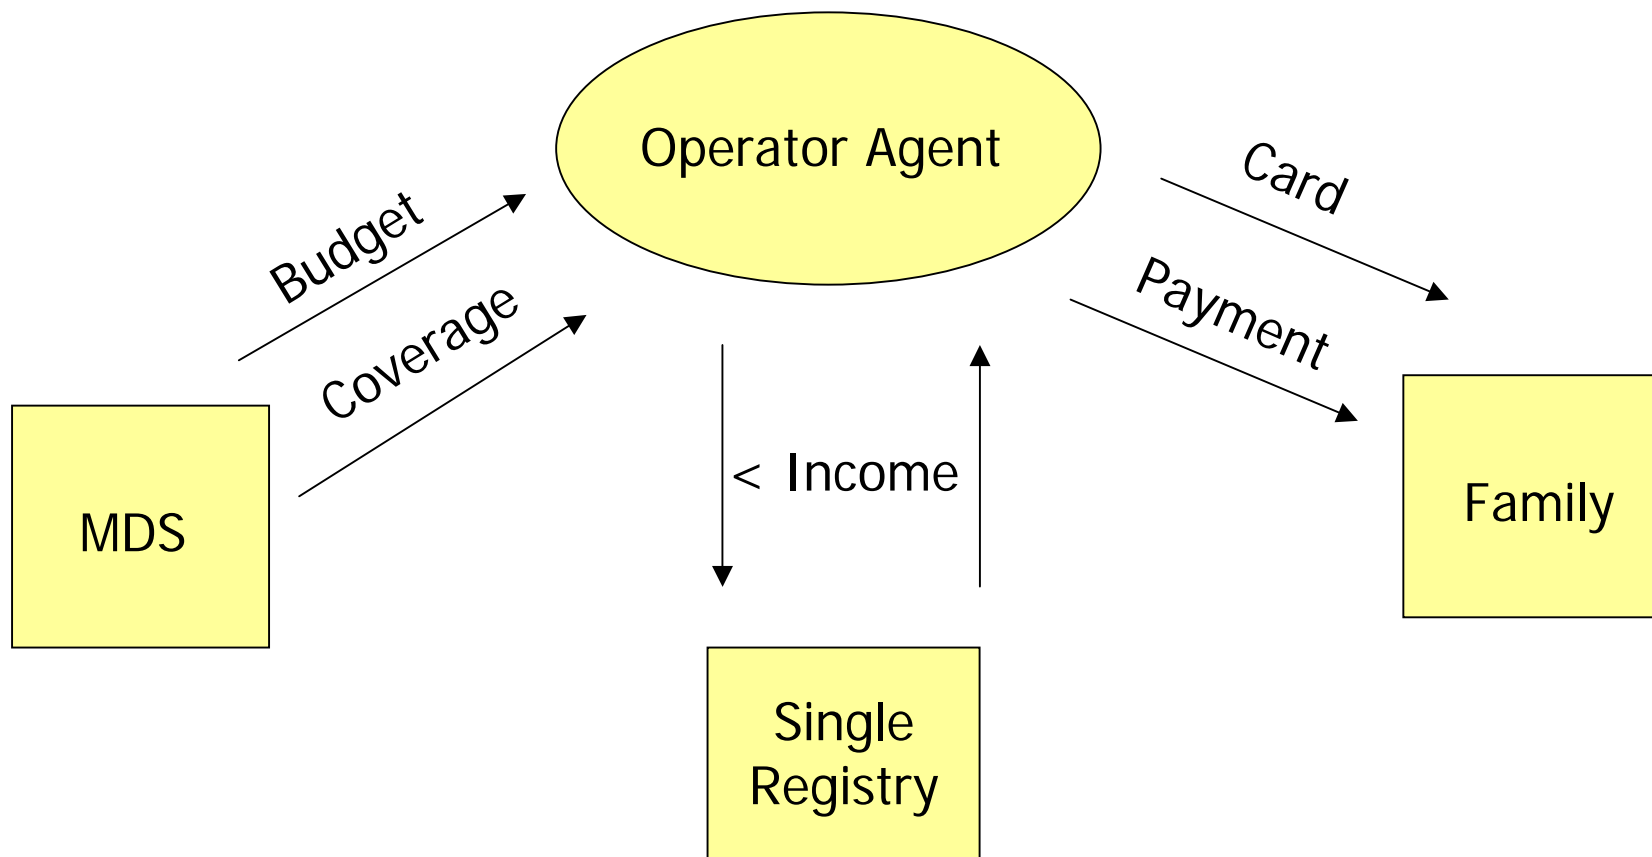 Operator Agent
Card
Budget
Payment
Coverage
< Income
MDS
Family
Single
Registry